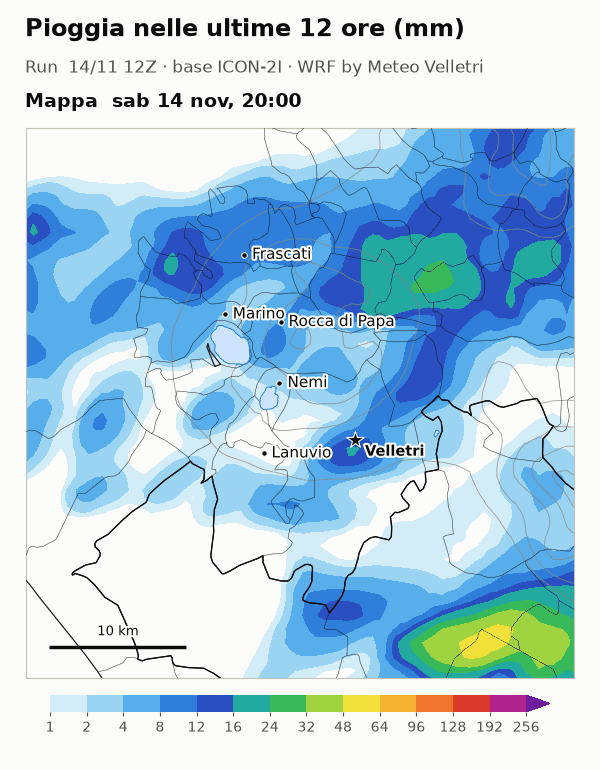 Pioggia nelle ultime 12 ore (mm)
Run 14/11 12Z · base ICON-2I · WRF by Meteo Velletri
Mappa sab 14 nov, 20:00
Frascati
Marino
Rocca di Papa
Nemi
Velletri
Lanuvio
10 km
1 2 4 8 12 16 24 32 48 64 96 128 192 256